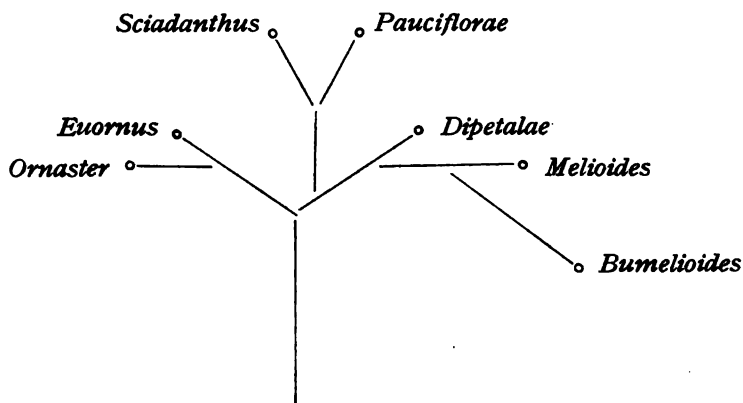 Sciadanthus
Pauciflorae
Euornus
Dipetalae
Ornaster
Melioides
Bumelioides